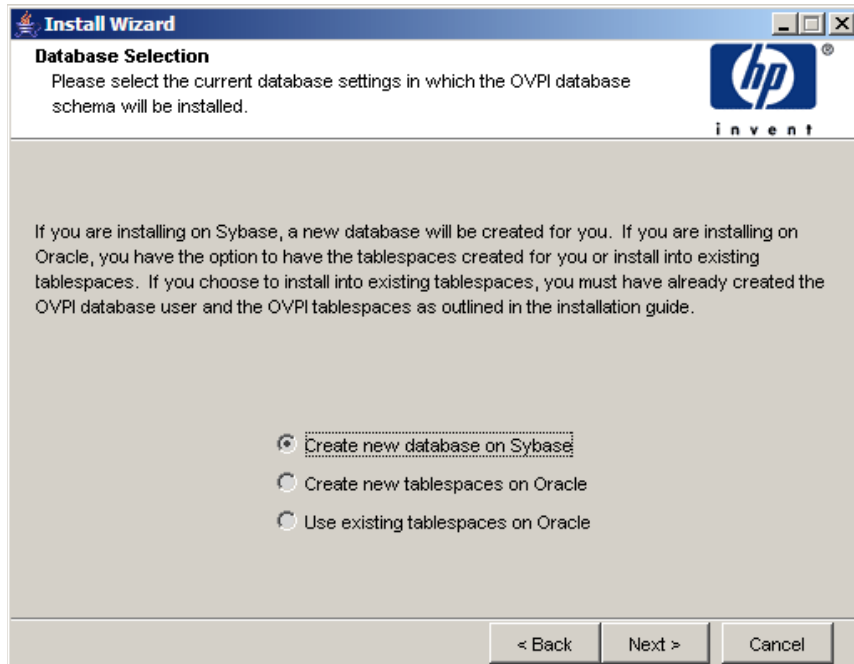 Install Wizard
Database Selection
Please select the current database settings in which the OVPI database
schema will be installed.
hp
®
invent
If you are installing on Sybase, a new database will be created for you.  If you are installing on
Oracle, you have the option to have the tablespaces created for you or install into existing
tablespaces.  If you choose to install into existing tablespaces, you must have already created the
OVPI database user and the OVPI tablespaces as outlined in the installation guide.
Create new database on Sybase
Create new tablespaces on Oracle
Use existing tablespaces on Oracle
< Back
Next >
Cancel